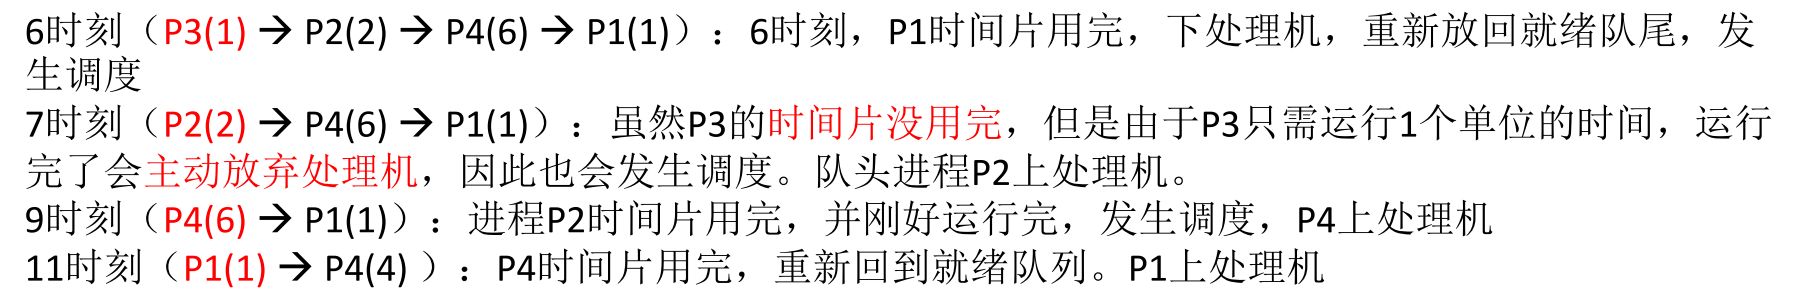 6时刻（P3(1) → P2(2) → P4(6) → P1(1)）：6时刻，P1时间片用完，下处理机，重新放回就绪队尾，发
生调度
7时刻（P2(2) → P4(6) → P1(1)）：虽然P3的时间片没用完，但是由于P3只需运行1个单位的时间，运行
完了会主动放弃处理机，因此也会发生调度。队头进程P2上处理机。
9时刻（P4(6) → P1(1)）：进程P2时间片用完，并刚好运行完，发生调度，P4上处理机
11时刻（P1(1) → P4(4) ）：P4时间片用完，重新回到就绪队列。P1上处理机